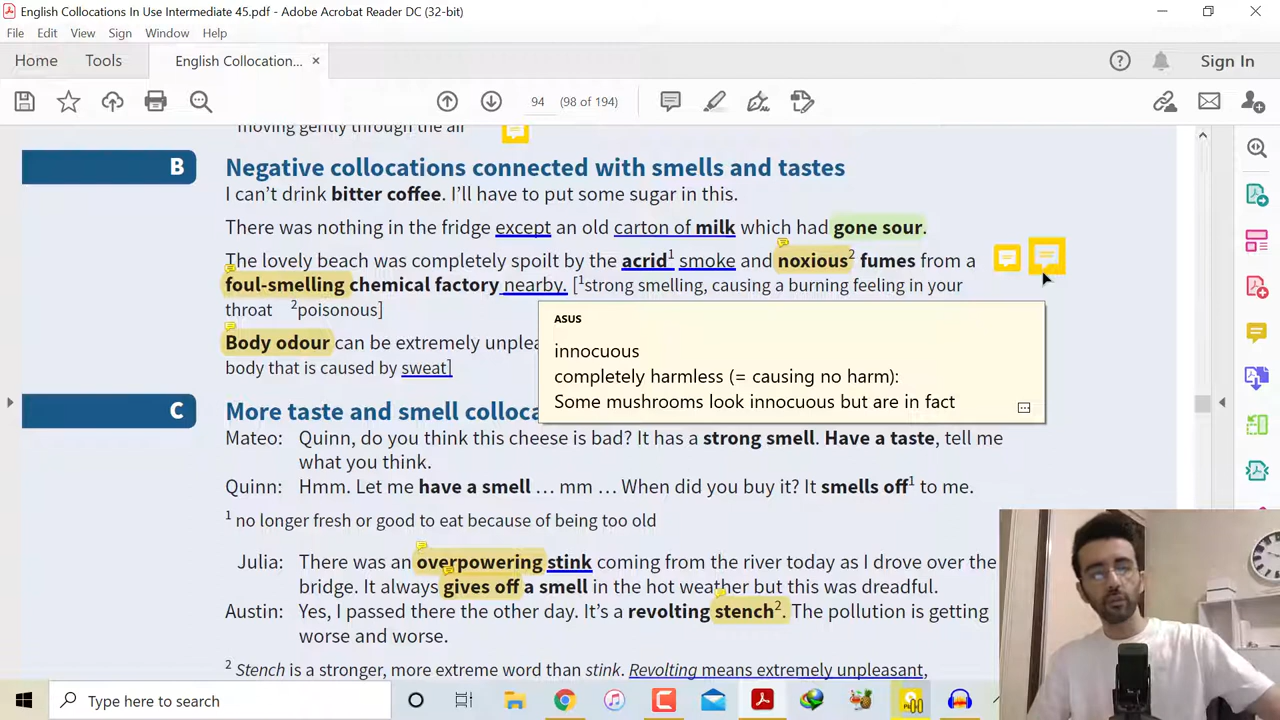 English Collocations In Use Intermediate 45.pdf - Adobe Acrobat Reader DC (32-bit)
File Edit View Sign Window Help
Home Tools English Collocation... × Sign In
94 (98 of 194)
moving gently through the air
B Negative collocations connected with smells and tastes
I can't drink bitter coffee. I'll have to put some sugar in this.
There was nothing in the fridge except an old carton of milk which had gone sour.
The lovely beach was completely spoilt by the acrid¹ smoke and noxious² fumes from a
foul-smelling chemical factory nearby. [¹strong smelling, causing a burning feeling in your
throat ²poisonous]
ASUS
innocuous
completely harmless (= causing no harm):
Some mushrooms look innocuous but are in fact
Body odour can be extremely
body that is caused by sweat]
C More taste and smell
Mateo: Quinn, do you think this cheese is bad? It has a strong smell. Have a taste, tell me
what you think.
Quinn: Hmm. Let me have a smell … mm … When did you buy it? It smells off¹ to me.
¹ no longer fresh or good to eat because of being too old
Julia: There was an overpowering stink coming from the river today as I drove over the
bridge. It always gives off a smell in the hot weather but this was dreadful.
Austin: Yes, I passed there the other day. It's a revolting stench². The pollution is getting
worse and worse.
² Stench is a stronger, more extreme word than stink. Revolting means extremely unpleasant,
Type here to search